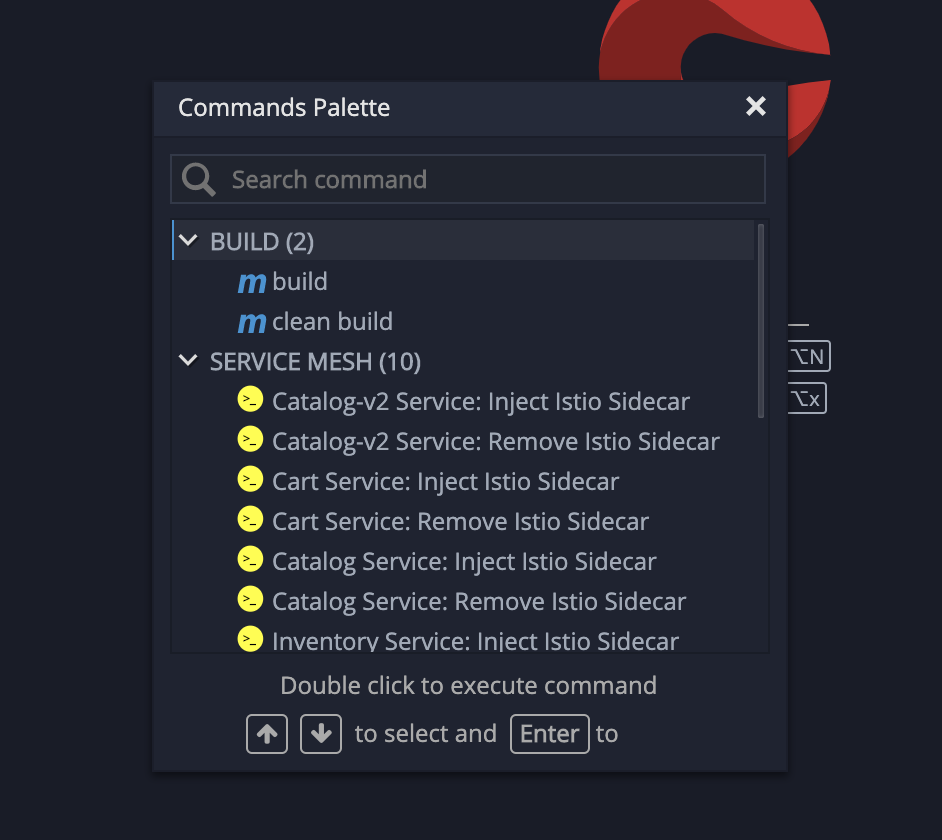 Commands Palette
Search command
BUILD (2)
m build
m clean build
SERVICE MESH (10)
>_ Catalog-v2 Service: Inject Istio Sidecar
>_ Catalog-v2 Service: Remove Istio Sidecar
>_ Cart Service: Inject Istio Sidecar
>_ Cart Service: Remove Istio Sidecar
>_ Catalog Service: Inject Istio Sidecar
>_ Catalog Service: Remove Istio Sidecar
>_ Inventory Service: Inject Istio Sidecar
⌥N
⌥x
Double click to execute command
↑ ↓ to select and Enter to